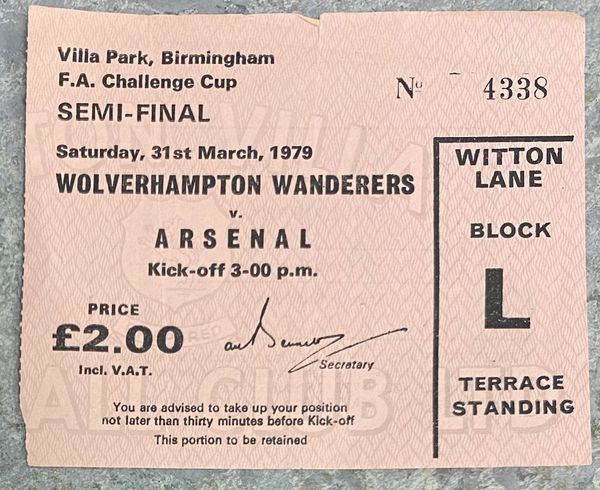 Villa Park, Birmingham
F.A. Challenge Cup
SEMI-FINAL
Nº 4338
Saturday, 31st March, 1979
WOLVERHAMPTON WANDERERS
v.
ARSENAL
Kick-off 3-00 p.m.
PRICE
£2.00
Incl. V.A.T.
Secretary
You are advised to take up your position
not later than thirty minutes before Kick-off
This portion to be retained
WITTON
LANE
BLOCK
L
TERRACE
STANDING